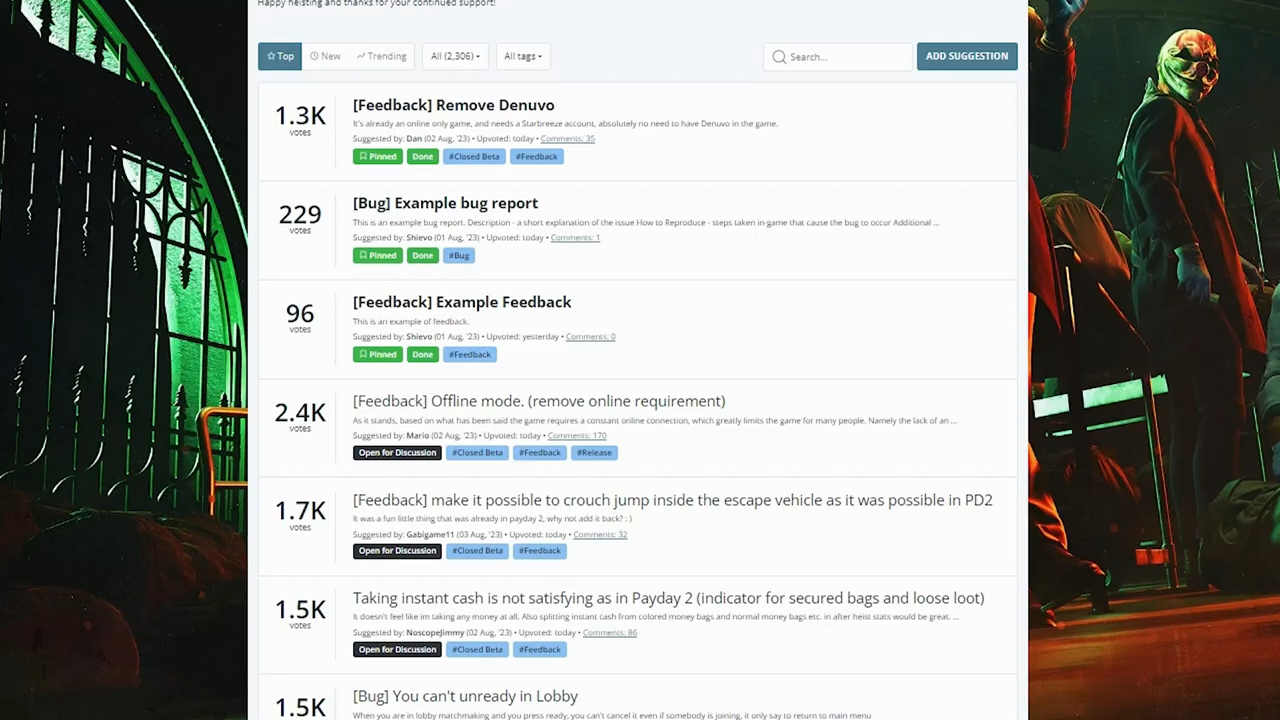 Happy heisting and thanks for your continued support!
Top New Trending All (2,306) All tags Search... ADD SUGGESTION
1.3K
votes
[Feedback] Remove Denuvo
It's already an online only game, and needs a Starbreeze account, absolutely no need to have Denuvo in the game.
Suggested by: Dan (02 Aug, '23) • Upvoted: today • Comments: 35
Pinned Done #Closed Beta #Feedback
229
votes
[Bug] Example bug report
This is an example bug report. Description - a short explanation of the issue How to Reproduce - steps taken in-game that cause the bug to occur Additional ...
Suggested by: Shievo (01 Aug, '23) • Upvoted: today • Comments: 1
Pinned Done #Bug
96
votes
[Feedback] Example Feedback
This is an example of feedback.
Suggested by: Shievo (01 Aug, '23) • Upvoted: yesterday • Comments: 0
Pinned Done #Feedback
2.4K
votes
[Feedback] Offline mode. (remove online requirement)
As it stands, based on what has been said the game requires a constant online connection, which greatly limits the game for many people. Namely the lack of an ...
Suggested by: Mario (02 Aug, '23) • Upvoted: today • Comments: 170
Open for Discussion #Closed Beta #Feedback #Release
1.7K
votes
[Feedback] make it possible to crouch jump inside the escape vehicle as it was possible in PD2
It was a fun little thing that was already in payday 2, why not add it back? : )
Suggested by: Gabigame11 (03 Aug, '23) • Upvoted: today • Comments: 32
Open for Discussion #Closed Beta #Feedback
1.5K
votes
Taking instant cash is not satisfying as in Payday 2 (indicator for secured bags and loose loot)
It doesn't feel like im taking any money at all. Also splitting instant cash from colored money bags and normal money bags etc. in after heist stats would be great. ...
Suggested by: NoscopeJimmy (02 Aug, '23) • Upvoted: today • Comments: 86
Open for Discussion #Closed Beta #Feedback
1.5K
[Bug] You can't unready in Lobby
When you are in lobby matchmaking and you press ready, you can't cancel it even if somebody is joining, it only say to return to main menu